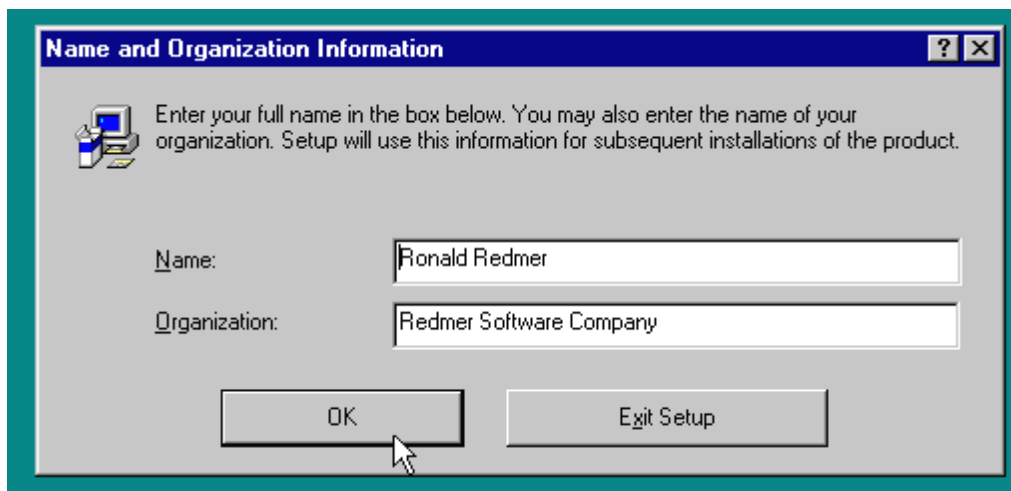 Name and Organization Information
Enter your full name in the box below. You may also enter the name of your
organization. Setup will use this information for subsequent installations of the product.
Name: Ronald Redmer
Organization: Redmer Software Company
OK Exit Setup